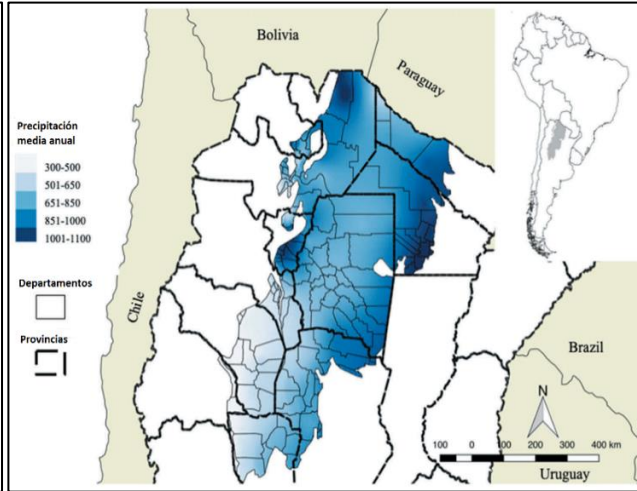 Bolivia
Paraguay
Precipitación
media anual
300-500
501-650
651-850
851-1000
1001-1100
Departamentos
Provincias
Chile
Brazil
N
100 0 100 200 300 400 km
Uruguay